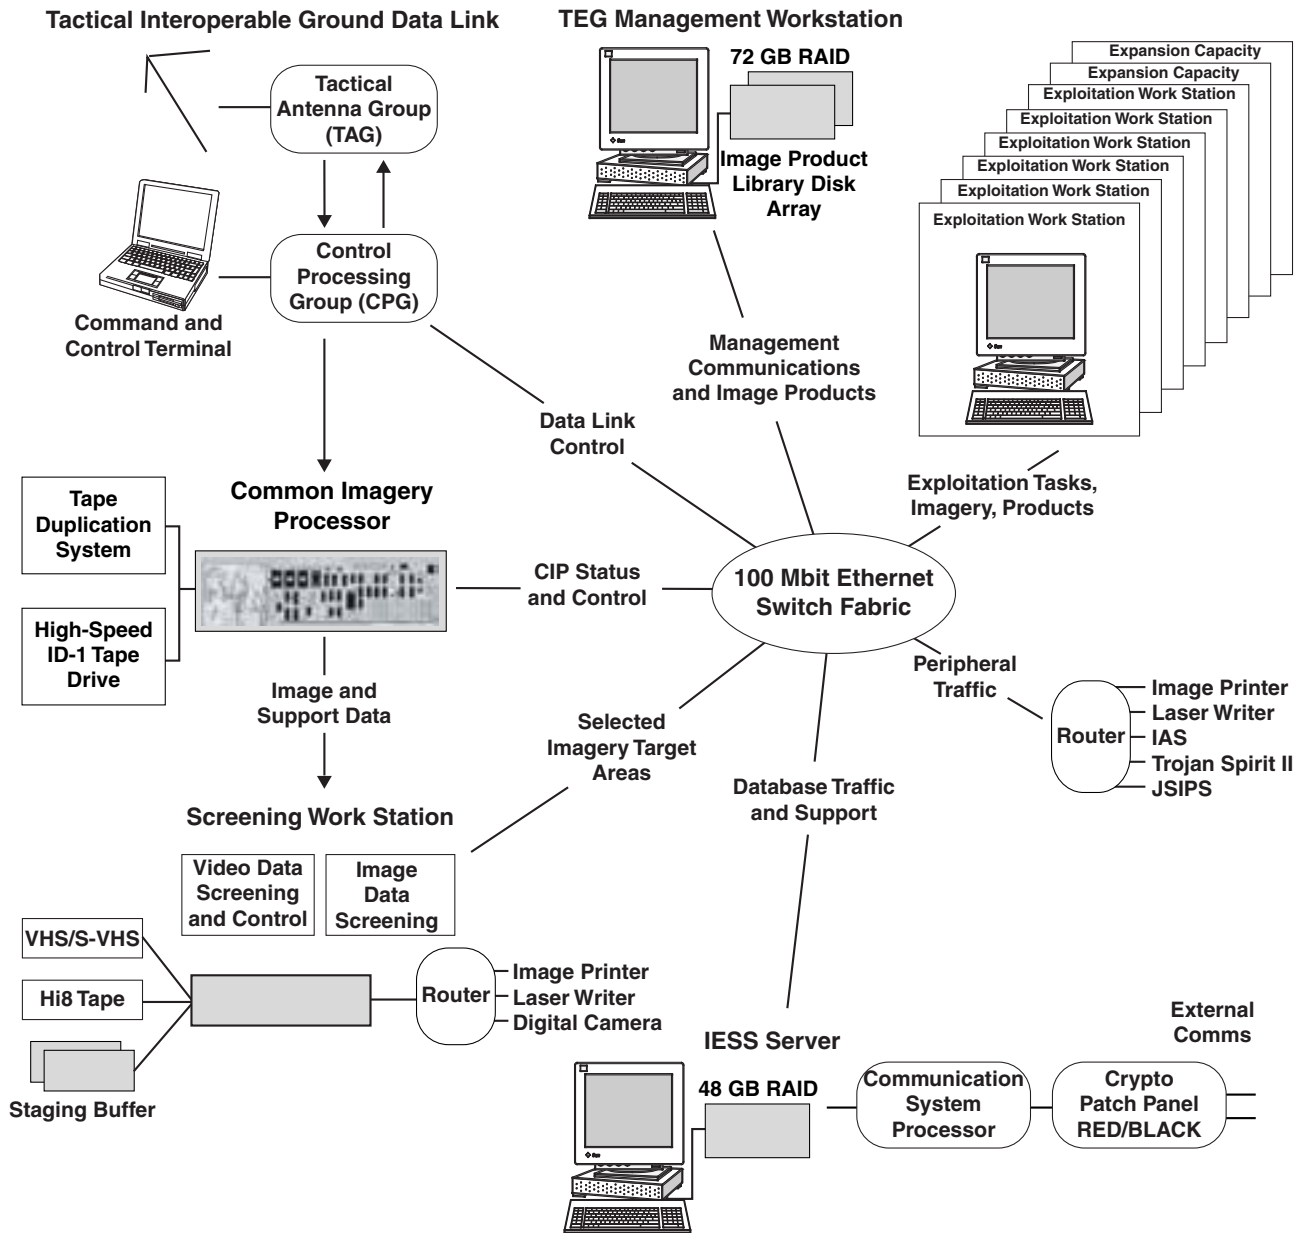 Tactical Interoperable Ground Data Link
TEG Management Workstation
Tactical
Antenna Group
(TAG)
72 GB RAID
Image Product
Library Disk
Array
Expansion Capacity
Expansion Capacity
Exploitation Work Station
Exploitation Work Station
Exploitation Work Station
Exploitation Work Station
Exploitation Work Station
Exploitation Work Station
Control
Processing
Group (CPG)
Command and
Control Terminal
Management
Communications
and Image Products
Data Link
Control
Exploitation Tasks,
Imagery, Products
Tape
Duplication
System
High-Speed
ID-1 Tape
Drive
Common Imagery
Processor
CIP Status
and Control
100 Mbit Ethernet
Switch Fabric
Image and
Support Data
Selected
Imagery Target
Areas
Peripheral
Traffic
Router
Image Printer
Laser Writer
IAS
Trojan Spirit II
JSIPS
Database Traffic
and Support
Screening Work Station
Video Data
Screening
and Control
Image
Data
Screening
VHS/S-VHS
Hi8 Tape
Staging Buffer
Router
Image Printer
Laser Writer
Digital Camera
IESS Server
48 GB RAID
Communication
System
Processor
Crypto
Patch Panel
RED/BLACK
External
Comms